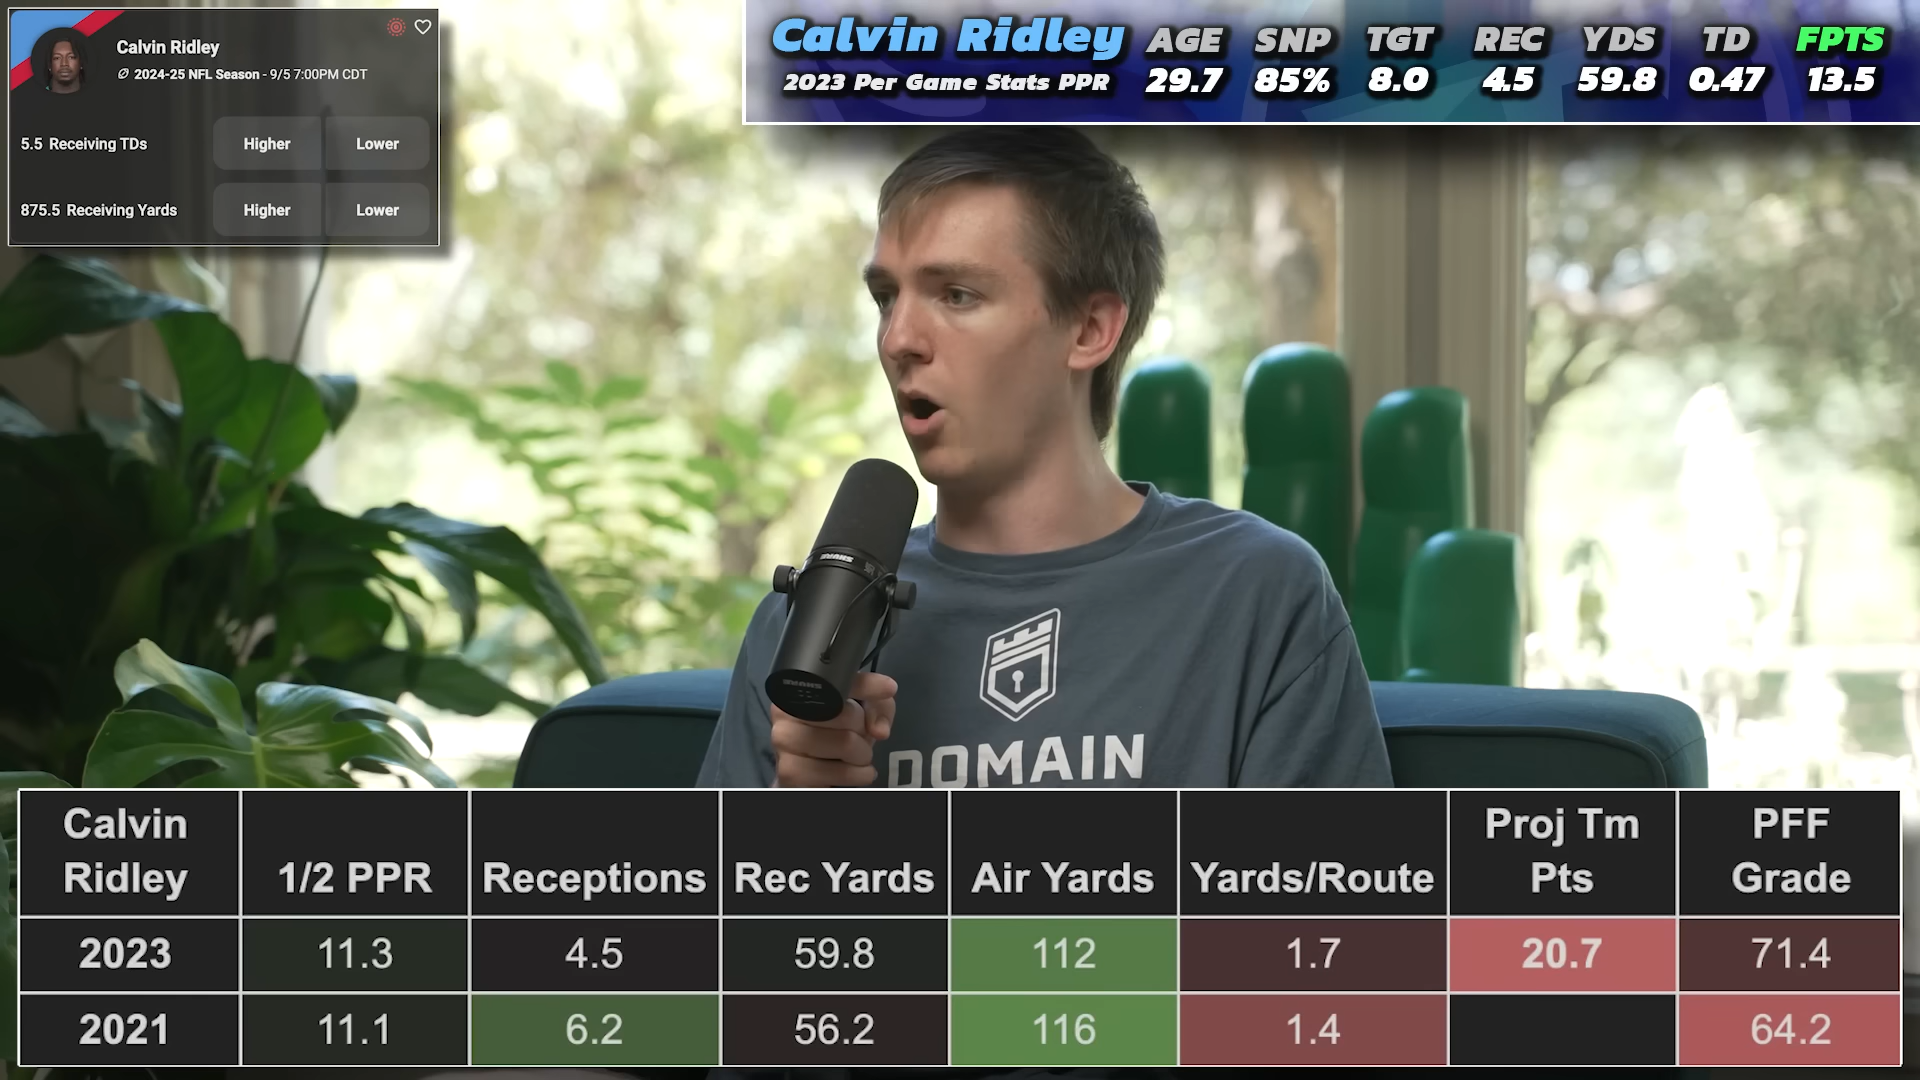 Calvin Ridley
2024-25 NFL Season - 9/5 7:00PM CDT
5.5 Receiving TDs Higher Lower
875.5 Receiving Yards Higher Lower
Calvin Ridley AGE SNP TGT REC YDS TD FPTS
2023 Per Game Stats PPR 29.7 85% 8.0 4.5 59.8 0.47 13.5
SHURE
SHURE
DOMAIN
Calvin Ridley 1/2 PPR Receptions Rec Yards Air Yards Yards/Route Proj Tm Pts PFF Grade
2023 11.3 4.5 59.8 112 1.7 20.7 71.4
2021 11.1 6.2 56.2 116 1.4 64.2